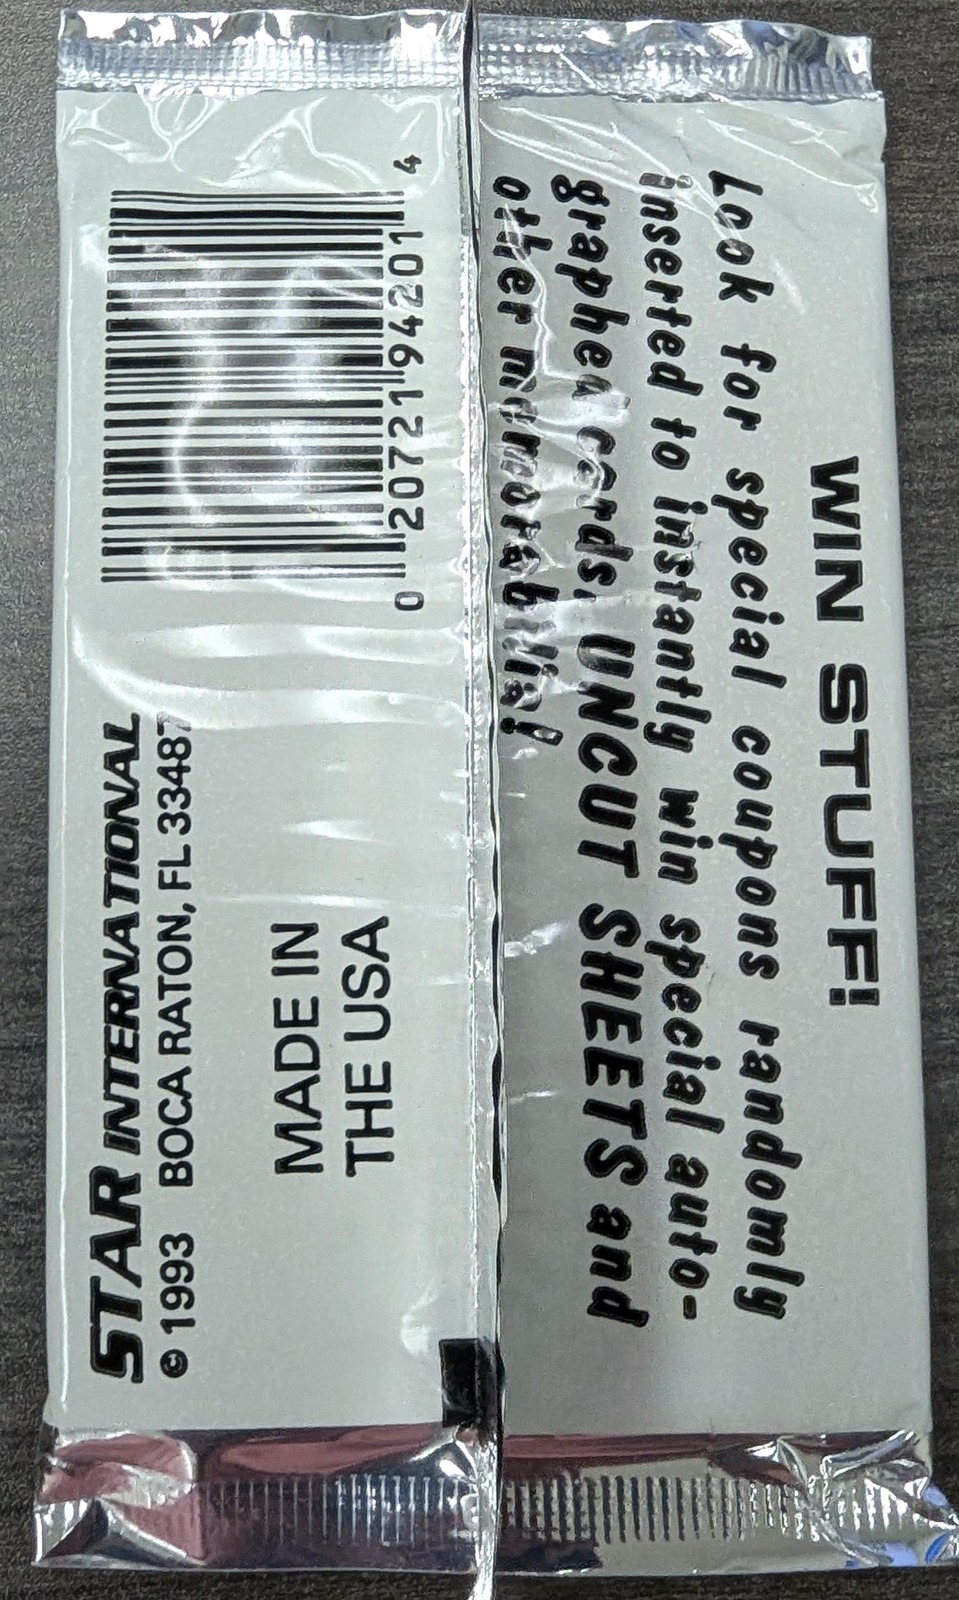 WIN STUFF!
Look for special coupons randomly
inserted to instantly win special auto-
graphed cards, UNCUT SHEETS and
other memorabilia!
0 20721 94201 4
STAR INTERNATIONAL
© 1993 BOCA RATON, FL 33487
MADE IN
THE USA